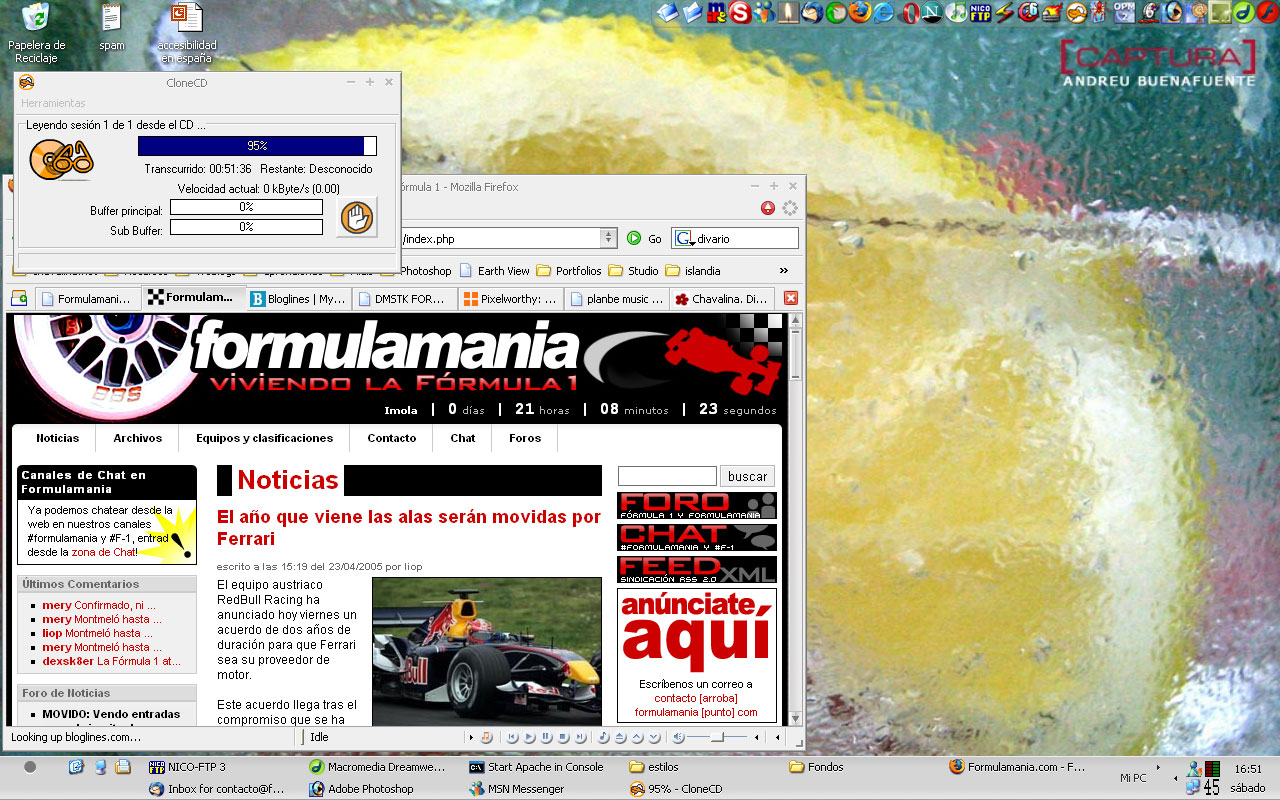 Papelera de
Reciclaje
spam
accesibilidad
en españa
NICO
FTP
OPM
[CAPTURA]
ANDREU BUENAFUENTE
CloneCD
Herramientas
Leyendo sesión 1 de 1 desde el CD ...
95%
Transcurrido: 00:51:36 Restante: Desconocido
Velocidad actual: 0 kByte/s (0.00)
Buffer principal: 0%
Sub Buffer: 0%
órmula 1 - Mozilla Firefox
/index.php
Go
divario
Photoshop
Earth View
Portfolios
Studio
islandia
»
Formulamani...
Formulam...
Bloglines | My...
DMSTK FOR...
Pixelworthy: ...
planbe music ...
Chavalina. Di...
BBS
formulamania
VIVIENDO LA FÓRMULA 1
Imola | 0 días | 21 horas | 08 minutos | 23 segundos
Noticias
Archivos
Equipos y clasificaciones
Contacto
Chat
Foros
Canales de Chat en
Formulamania
Ya podemos chatear desde la
web en nuestros canales
#formulamania y #F-1, entrad
desde la zona de Chat!
Últimos Comentarios
mery Confirmado, ni ...
mery Montmeló hasta ...
liop Montmeló hasta ...
mery Montmeló hasta ...
dexsk8er La Fórmula 1 at...
Foro de Noticias
MOVIDO: Vendo entradas
Noticias
El año que viene las alas serán movidas por
Ferrari
escrito a las 15:19 del 23/04/2005 por liop
El equipo austriaco
RedBull Racing ha
anunciado hoy viernes un
acuerdo de dos años de
duración para que Ferrari
sea su proveedor de
motor.
Este acuerdo llega tras el
compromiso que se ha
buscar
FORO
FÓRMULA 1 Y FORMULAMANIA
CHAT
#FORMULAMANIA Y #F-1
FEED XML
SINDICACIÓN RSS 2.0
anúnciate
aquí
Escríbenos un correo a
contacto [arroba]
formulamania [punto] com
Looking up bloglines.com...
Idle
NICO-FTP 3
Macromedia Dreamwe...
Start Apache in Console
estilos
Fondos
Formulamania.com - F...
Inbox for contacto@f...
Adobe Photoshop
MSN Messenger
95% - CloneCD
Mi PC
45
16:51
sábado